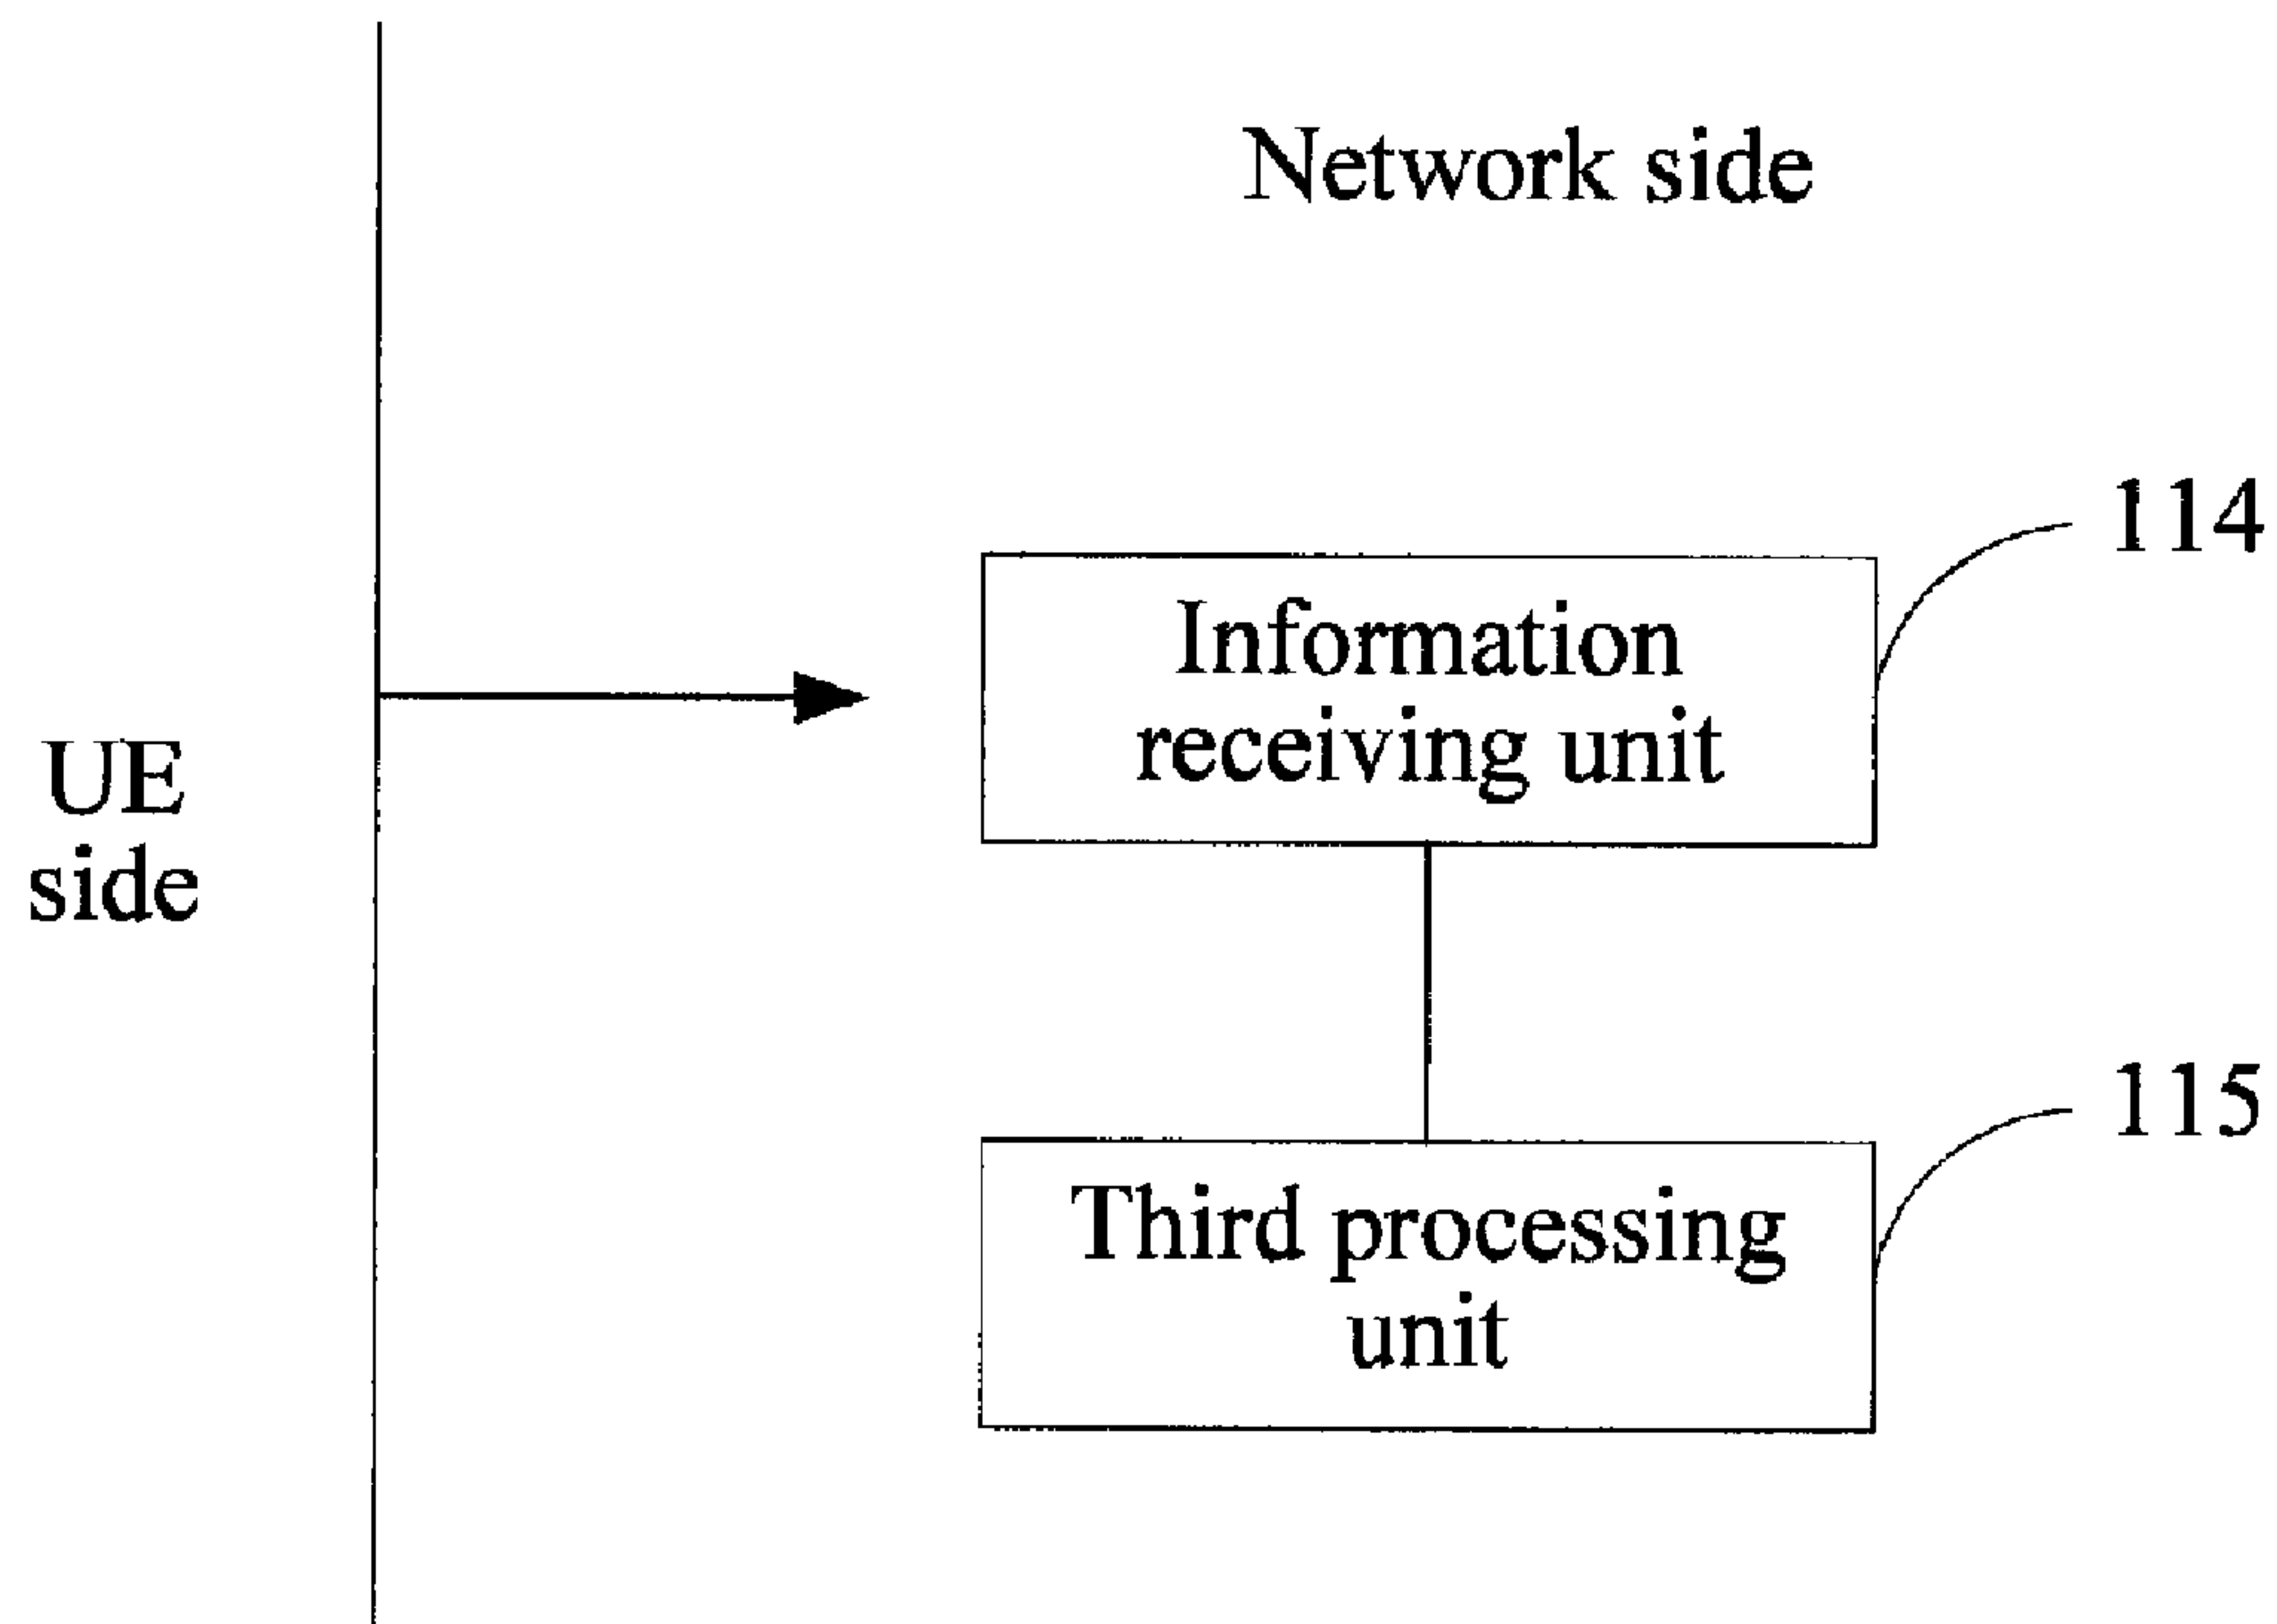 Network side
114
Information
receiving unit
UE
side
115
Third processing
unit